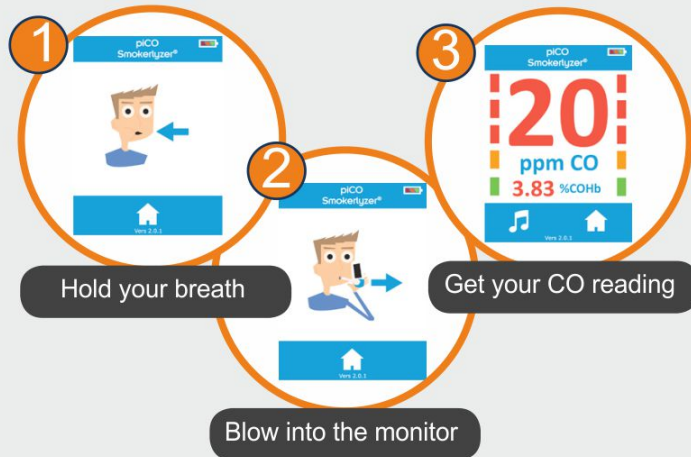 1
piCO
Smokerlyzer®
Vers 2.0.1
Hold your breath
2
piCO
Smokerlyzer®
Vers 2.0.1
Blow into the monitor
3
piCO
Smokerlyzer®
20
ppm CO
3.83 %COHb
Vers 2.0.1
Get your CO reading